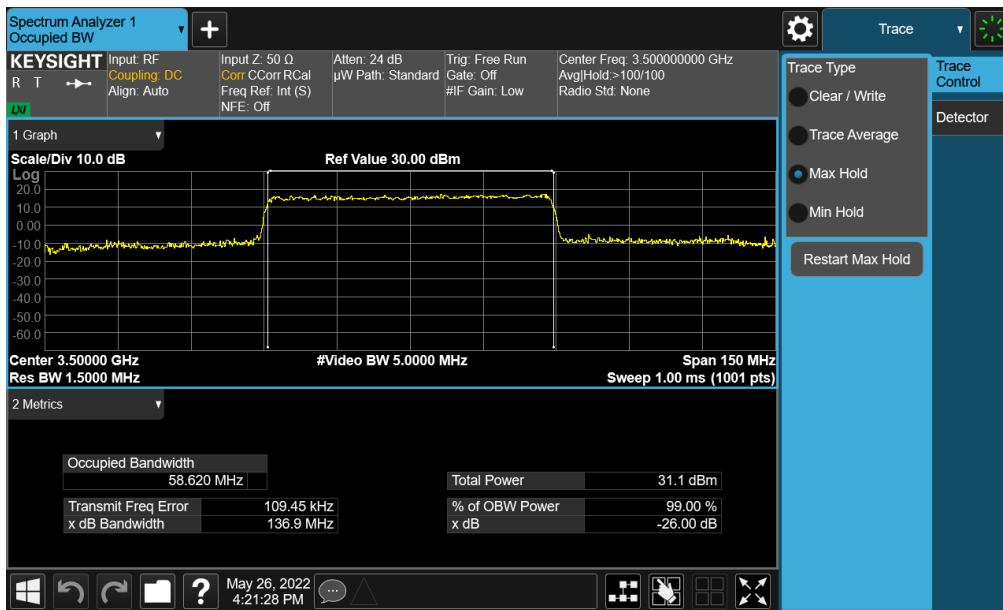 Spectrum Analyzer 1
Occupied BW
+
Trace
KEYSIGHT
R T
LXI
Input: RF
Coupling: DC
Align: Auto
Input Z: 50 Ω
Corr CCorr RCal
Freq Ref: Int (S)
NFE: Off
Atten: 24 dB
µW Path: Standard
Trig: Free Run
Gate: Off
#IF Gain: Low
Center Freq: 3.500000000 GHz
Avg|Hold:>100/100
Radio Std: None
Trace Type
Clear / Write
Trace Average
Max Hold
Min Hold
Restart Max Hold
Trace
Control
Detector
1 Graph
Scale/Div 10.0 dB
Ref Value 30.00 dBm
Log
20.0
10.0
0.00
-10.0
-20.0
-30.0
-40.0
-50.0
-60.0
Center 3.50000 GHz
#Video BW 5.0000 MHz
Span 150 MHz
Res BW 1.5000 MHz
Sweep 1.00 ms (1001 pts)
2 Metrics
Occupied Bandwidth
58.620 MHz
Total Power 31.1 dBm
Transmit Freq Error 109.45 kHz
% of OBW Power 99.00 %
x dB Bandwidth 136.9 MHz
x dB -26.00 dB
?
May 26, 2022
4:21:28 PM